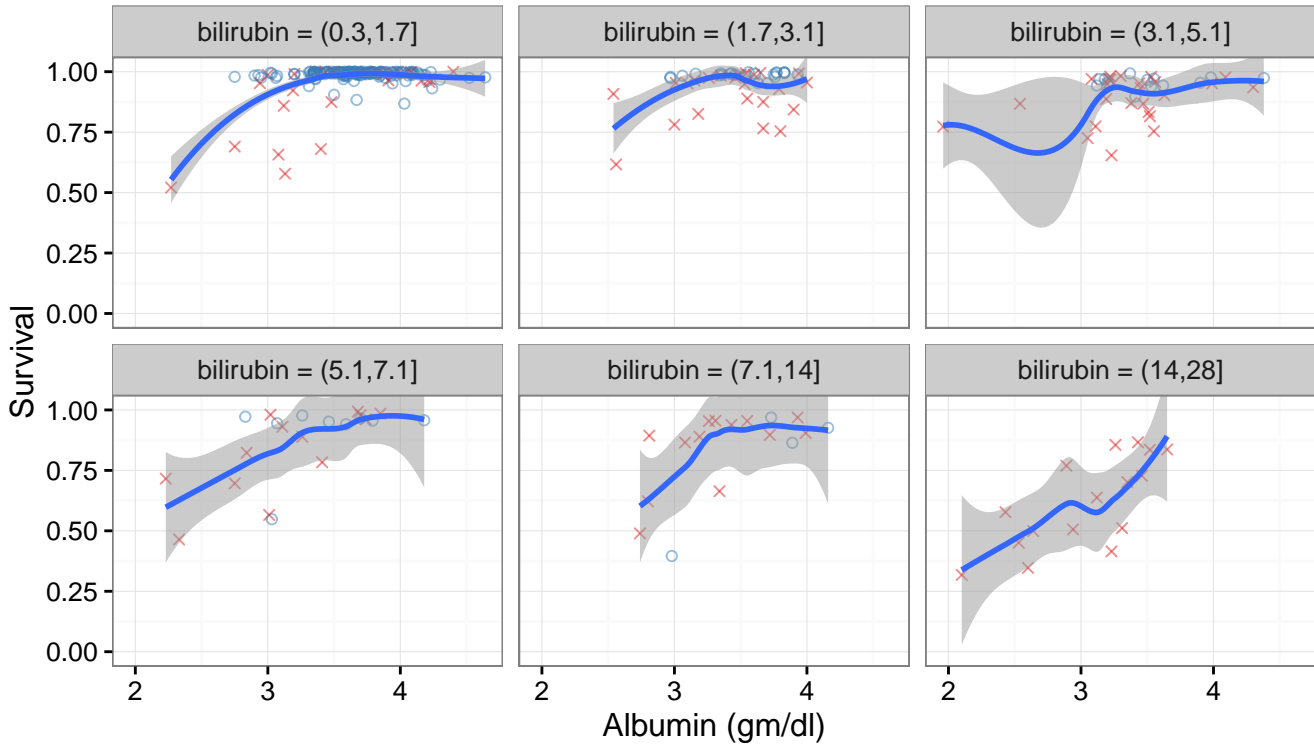 bilirubin = (0.3,1.7]
bilirubin = (1.7,3.1]
bilirubin = (3.1,5.1]
1.00
0.75
0.50
0.25
0.00
Survival
bilirubin = (5.1,7.1]
bilirubin = (7.1,14]
bilirubin = (14,28]
1.00
0.75
0.50
0.25
0.00
2 3 4
2 3 4
2 3 4
Albumin (gm/dl)